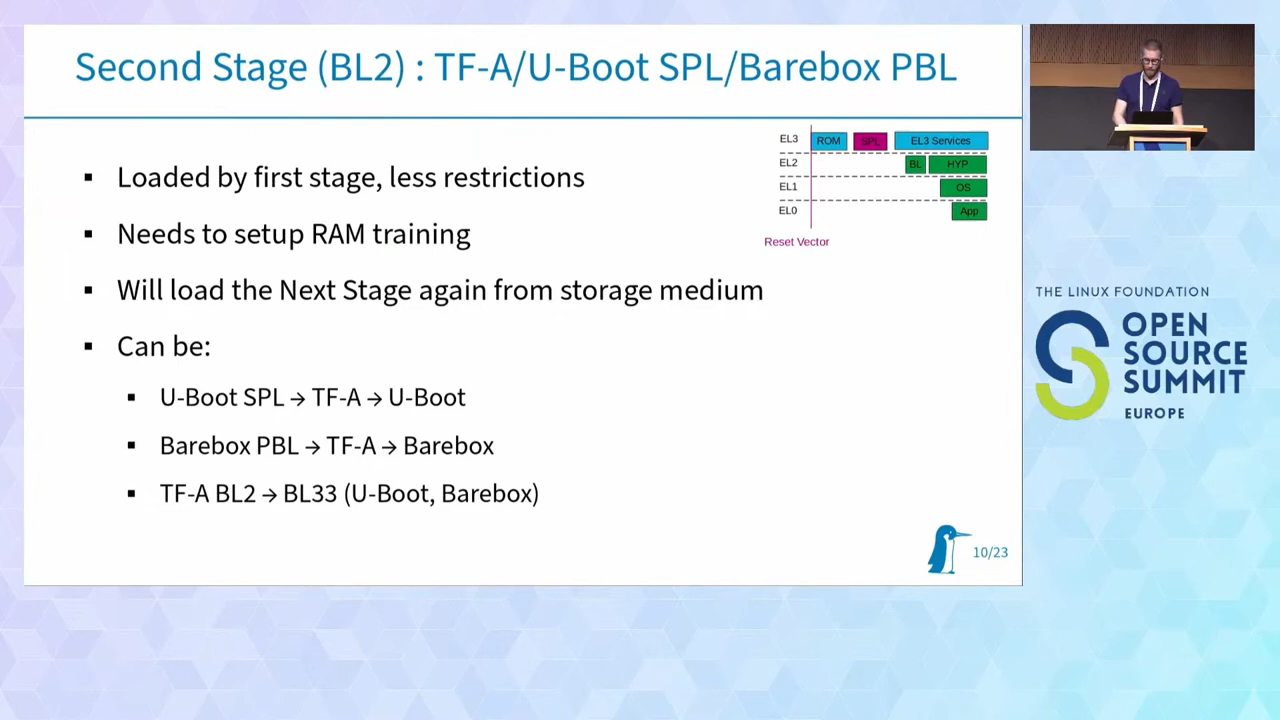 Second Stage (BL2) : TF-A/U-Boot SPL/Barebox PBL
▪ Loaded by first stage, less restrictions
▪ Needs to setup RAM training
▪ Will load the Next Stage again from storage medium
▪ Can be:
▪ U-Boot SPL → TF-A → U-Boot
▪ Barebox PBL → TF-A → Barebox
▪ TF-A BL2 → BL33 (U-Boot, Barebox)
EL3 ROM SPL EL3 Services
EL2 BL HYP
EL1 OS
EL0 App
Reset Vector
10/23
THE LINUX FOUNDATION
OPEN
SOURCE
SUMMIT
EUROPE